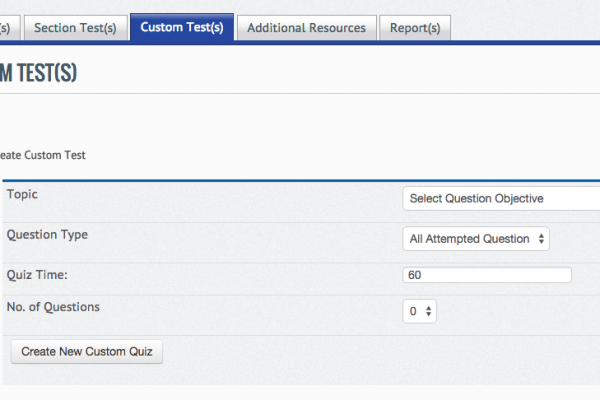 (s)
Section Test(s)
Custom Test(s)
Additional Resources
Report(s)
M TEST(S)
eate Custom Test
Topic
Select Question Objective
Question Type
All Attempted Question
Quiz Time:
60
No. of Questions
0
Create New Custom Quiz